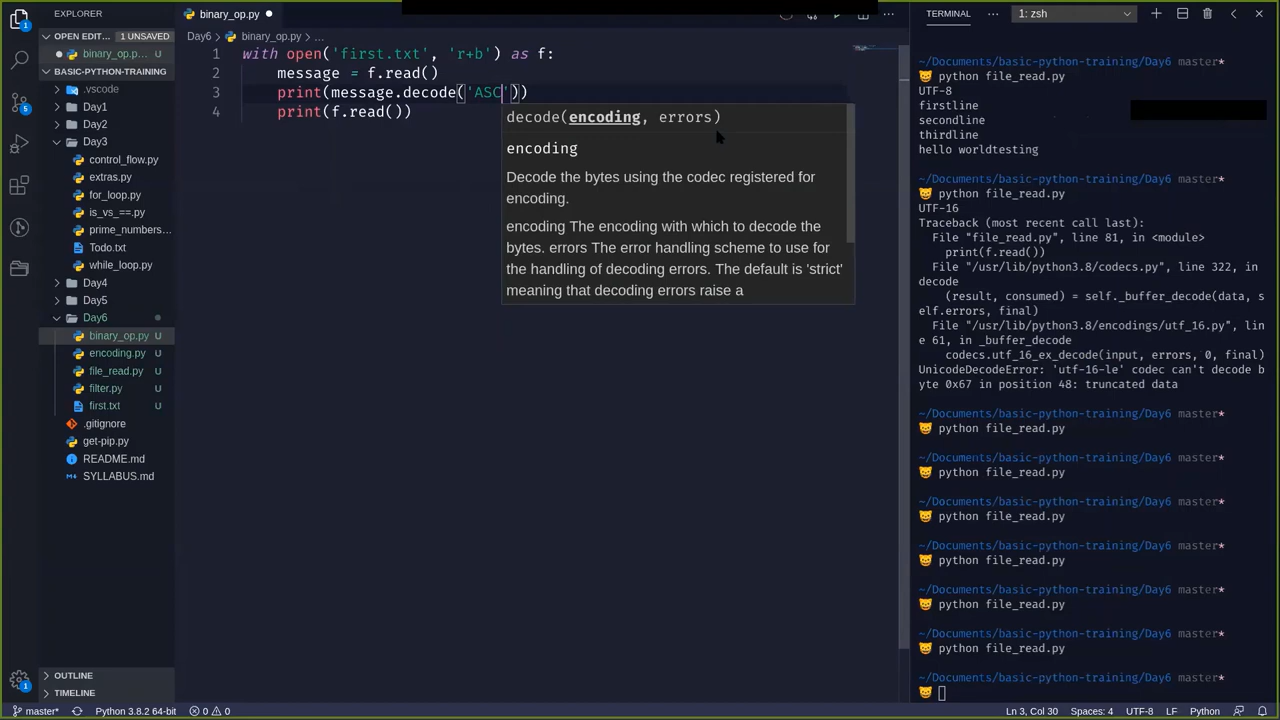 EXPLORER
OPEN EDIT... 1 UNSAVED
binary_op.p... U
BASIC-PYTHON-TRAINING
.vscode
Day1
Day2
Day3
control_flow.py
extras.py
for_loop.py
is_vs_==.py
prime_numbers...
Todo.txt
while_loop.py
Day4
Day5
Day6
binary_op.py U
encoding.py U
file_read.py U
filter.py U
first.txt U
.gitignore
get-pip.py
README.md
SYLLABUS.md
OUTLINE
TIMELINE
binary_op.py
Day6 > binary_op.py > ...
1 with open('first.txt', 'r+b') as f:
2 message = f.read()
3 print(message.decode('ASC'))
4 print(f.read())
decode(encoding, errors)
encoding
Decode the bytes using the codec registered for
encoding.
encoding The encoding with which to decode the
bytes. errors The error handling scheme to use for
the handling of decoding errors. The default is 'strict'
meaning that decoding errors raise a
TERMINAL ... 1: zsh
~/Documents/basic-python-training/Day6 master*
python file_read.py
UTF-8
firstline
secondline
thirdline
hello worldtesting
~/Documents/basic-python-training/Day6 master*
python file_read.py
UTF-16
Traceback (most recent call last):
File "file_read.py", line 81, in <module>
print(f.read())
File "/usr/lib/python3.8/codecs.py", line 322, in
decode
(result, consumed) = self._buffer_decode(data, s
elf.errors, final)
File "/usr/lib/python3.8/encodings/utf_16.py", lin
e 61, in _buffer_decode
codecs.utf_16_ex_decode(input, errors, 0, final)
UnicodeDecodeError: 'utf-16-le' codec can't decode b
yte 0x67 in position 48: truncated data
~/Documents/basic-python-training/Day6 master*
python file_read.py
~/Documents/basic-python-training/Day6 master*
python file_read.py
~/Documents/basic-python-training/Day6 master*
python file_read.py
~/Documents/basic-python-training/Day6 master*
python file_read.py
~/Documents/basic-python-training/Day6 master*
python file_read.py
~/Documents/basic-python-training/Day6 master*
python file_read.py
~/Documents/basic-python-training/Day6 master*
1
1
1
master* Python 3.8.2 64-bit 0 0 Ln 3, Col 30 Spaces: 4 UTF-8 LF Python